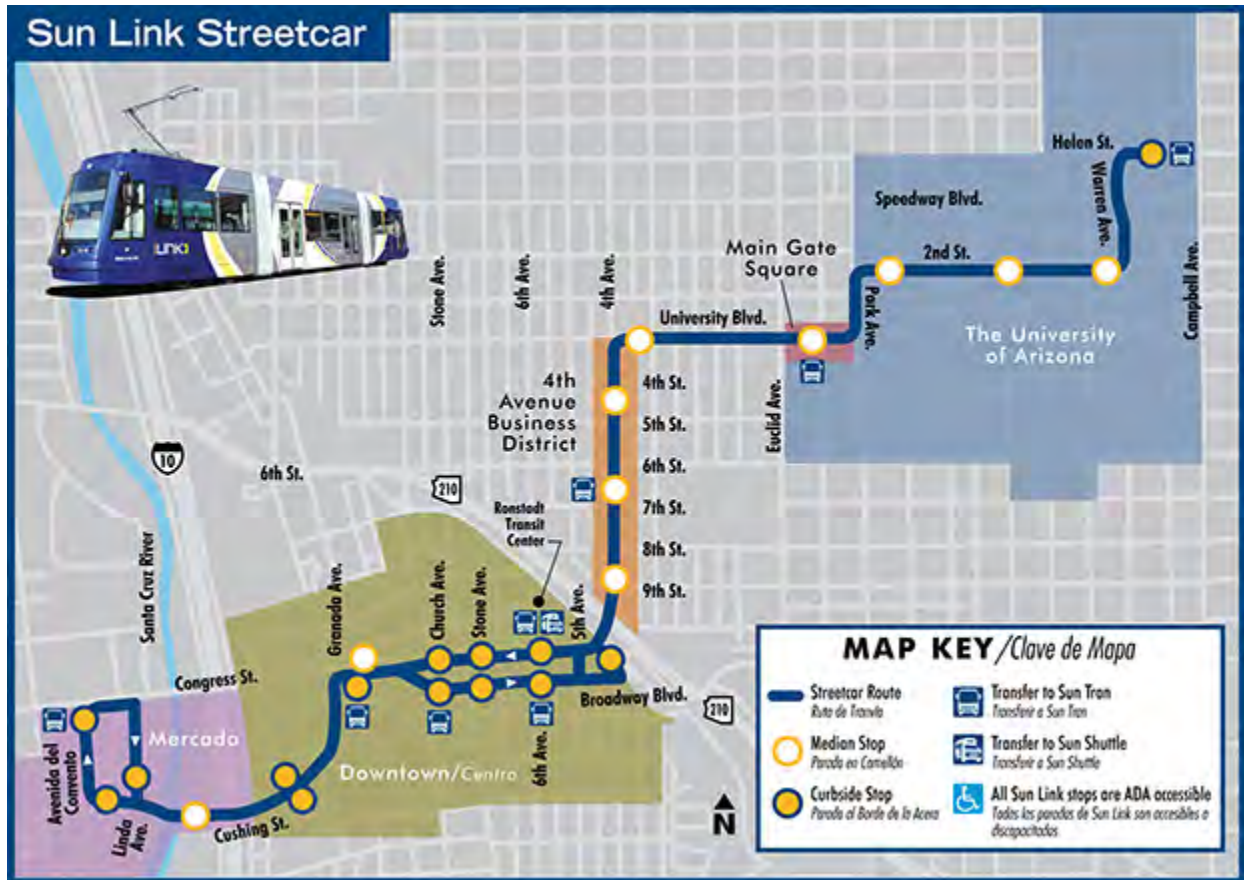 Sun Link Streetcar
LINK
Helen St.
Warren Ave.
Speedway Blvd.
Campbell Ave.
Main Gate
Square
2nd St.
Stone Ave.
6th Ave.
4th Ave.
University Blvd.
Park Ave.
The University
of Arizona
Euclid Ave.
4th
Avenue
Business
District
4th St.
5th St.
6th St.
7th St.
8th St.
9th St.
10
6th St.
210
Ronstadt
Transit
Center
Santa Cruz River
Granada Ave.
Church Ave.
Stone Ave.
5th Ave.
Congress St.
Broadway Blvd.
210
Mercado
Avenida del
Convento
Linda
Ave.
Cushing St.
Downtown/Centro
6th Ave.
N
MAP KEY/Clave de Mapa
Streetcar Route
Ruta de Tranvía
Median Stop
Parada en Camellón
Curbside Stop
Parada al Borde de la Acera
Transfer to Sun Tran
Transferir a Sun Tran
Transfer to Sun Shuttle
Transferir a Sun Shuttle
All Sun Link stops are ADA accessible
Todas las paradas de Sun Link son accesibles a
discapacitados